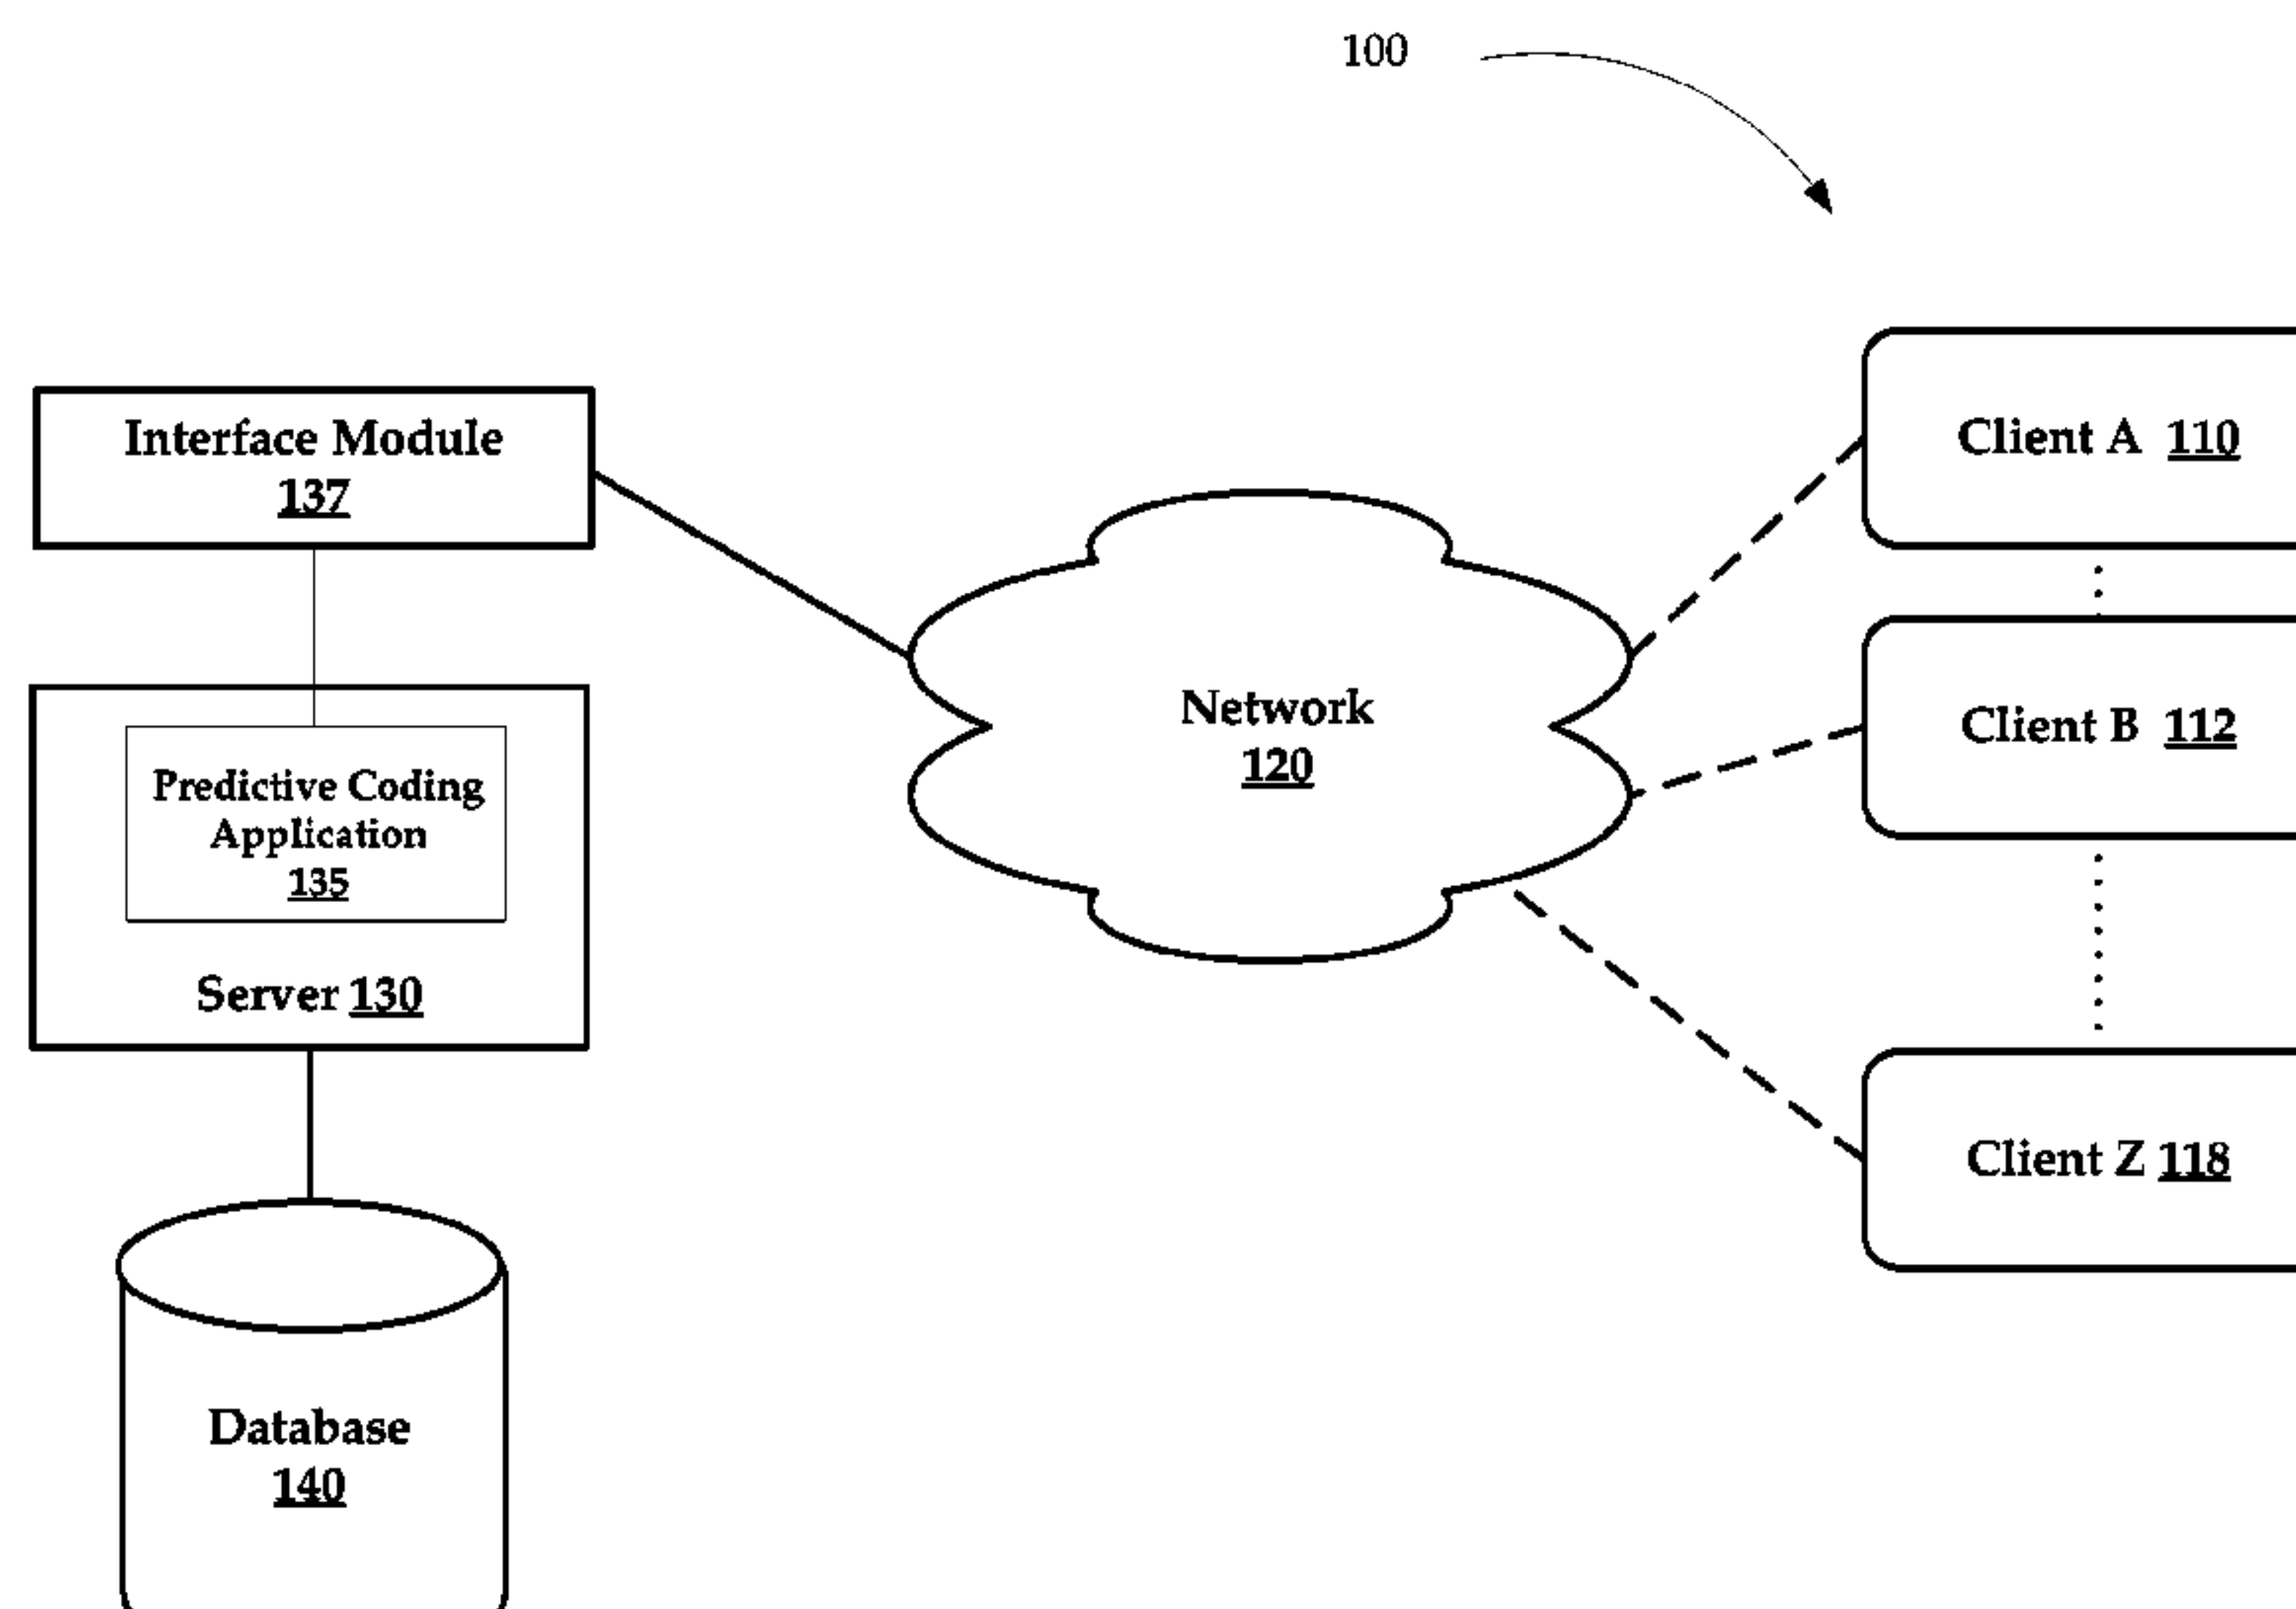 100
Interface Module
137
Predictive Coding
Application
135
Server 130
Database
140
Network
120
Client A 110
Client B 112
Client Z 118